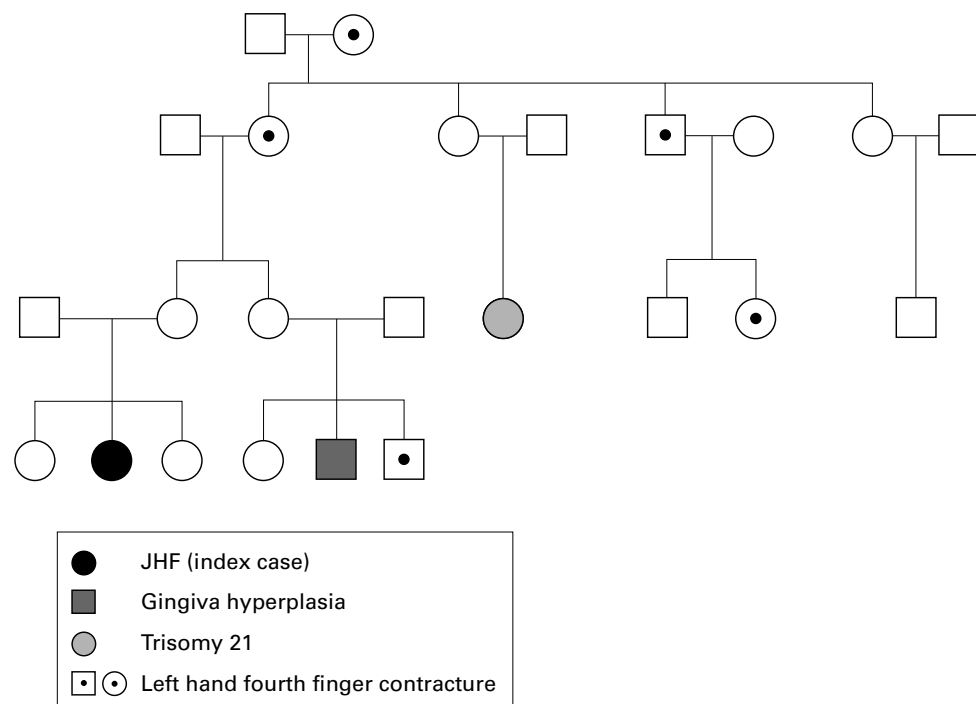 JHF (index case)
Gingiva hyperplasia
Trisomy 21
Left hand fourth finger contracture